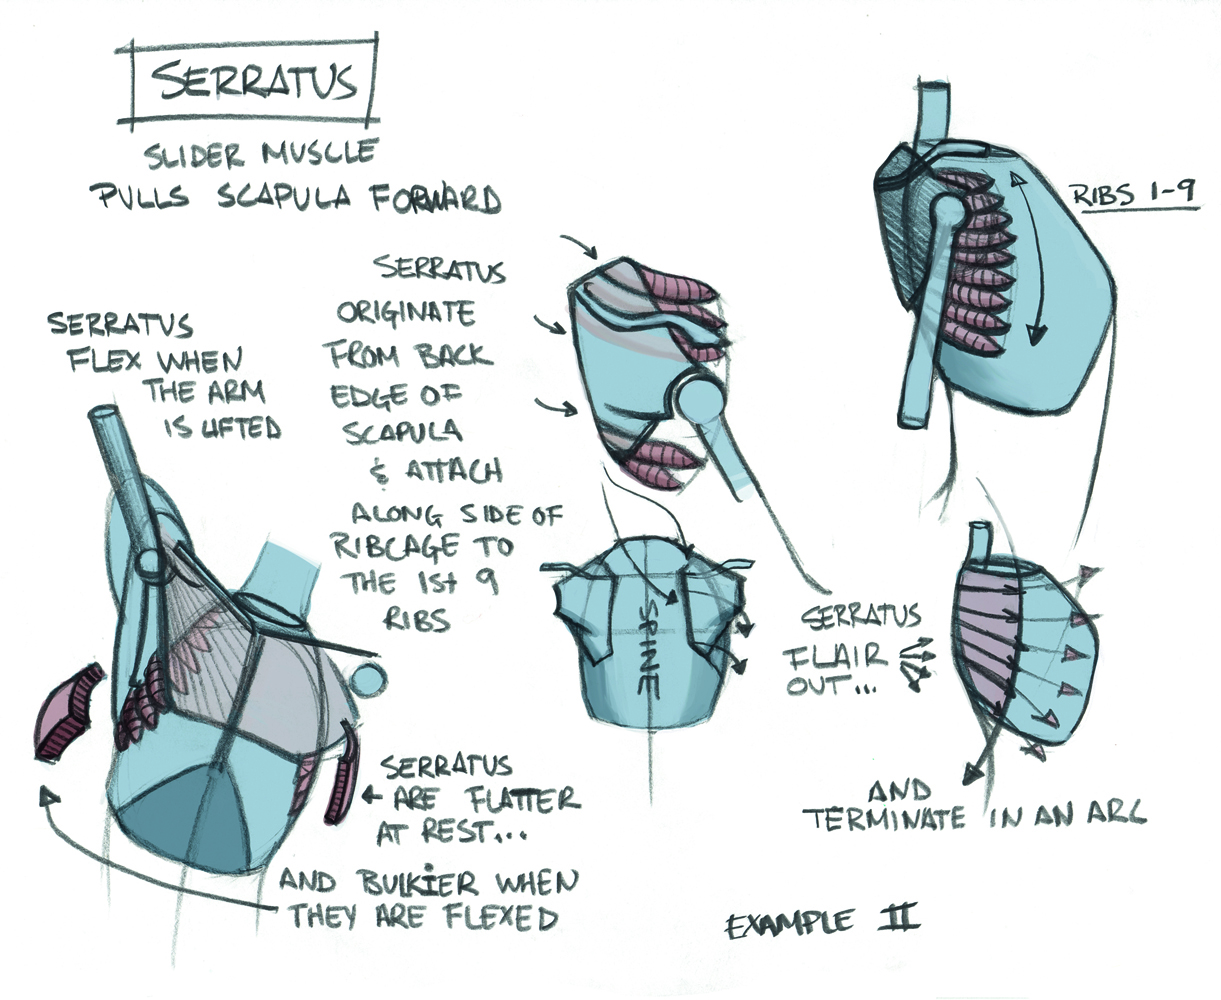 SERRATUS
SLIDER MUSCLE
PULLS SCAPULA FORWARD
SERRATUS
FLEX WHEN
THE ARM
IS LIFTED
SERRATUS
ORIGINATE
FROM BACK
EDGE OF
SCAPULA
& ATTACH
ALONG SIDE OF
RIBCAGE TO
THE 1st 9
RIBS
RIBS 1-9
SPINE
SERRATUS
FLAIR
OUT...
AND
TERMINATE IN AN ARC
SERRATUS
ARE FLATTER
AT REST...
AND BULKiER WHEN
THEY ARE FLEXED
EXAMPLE II